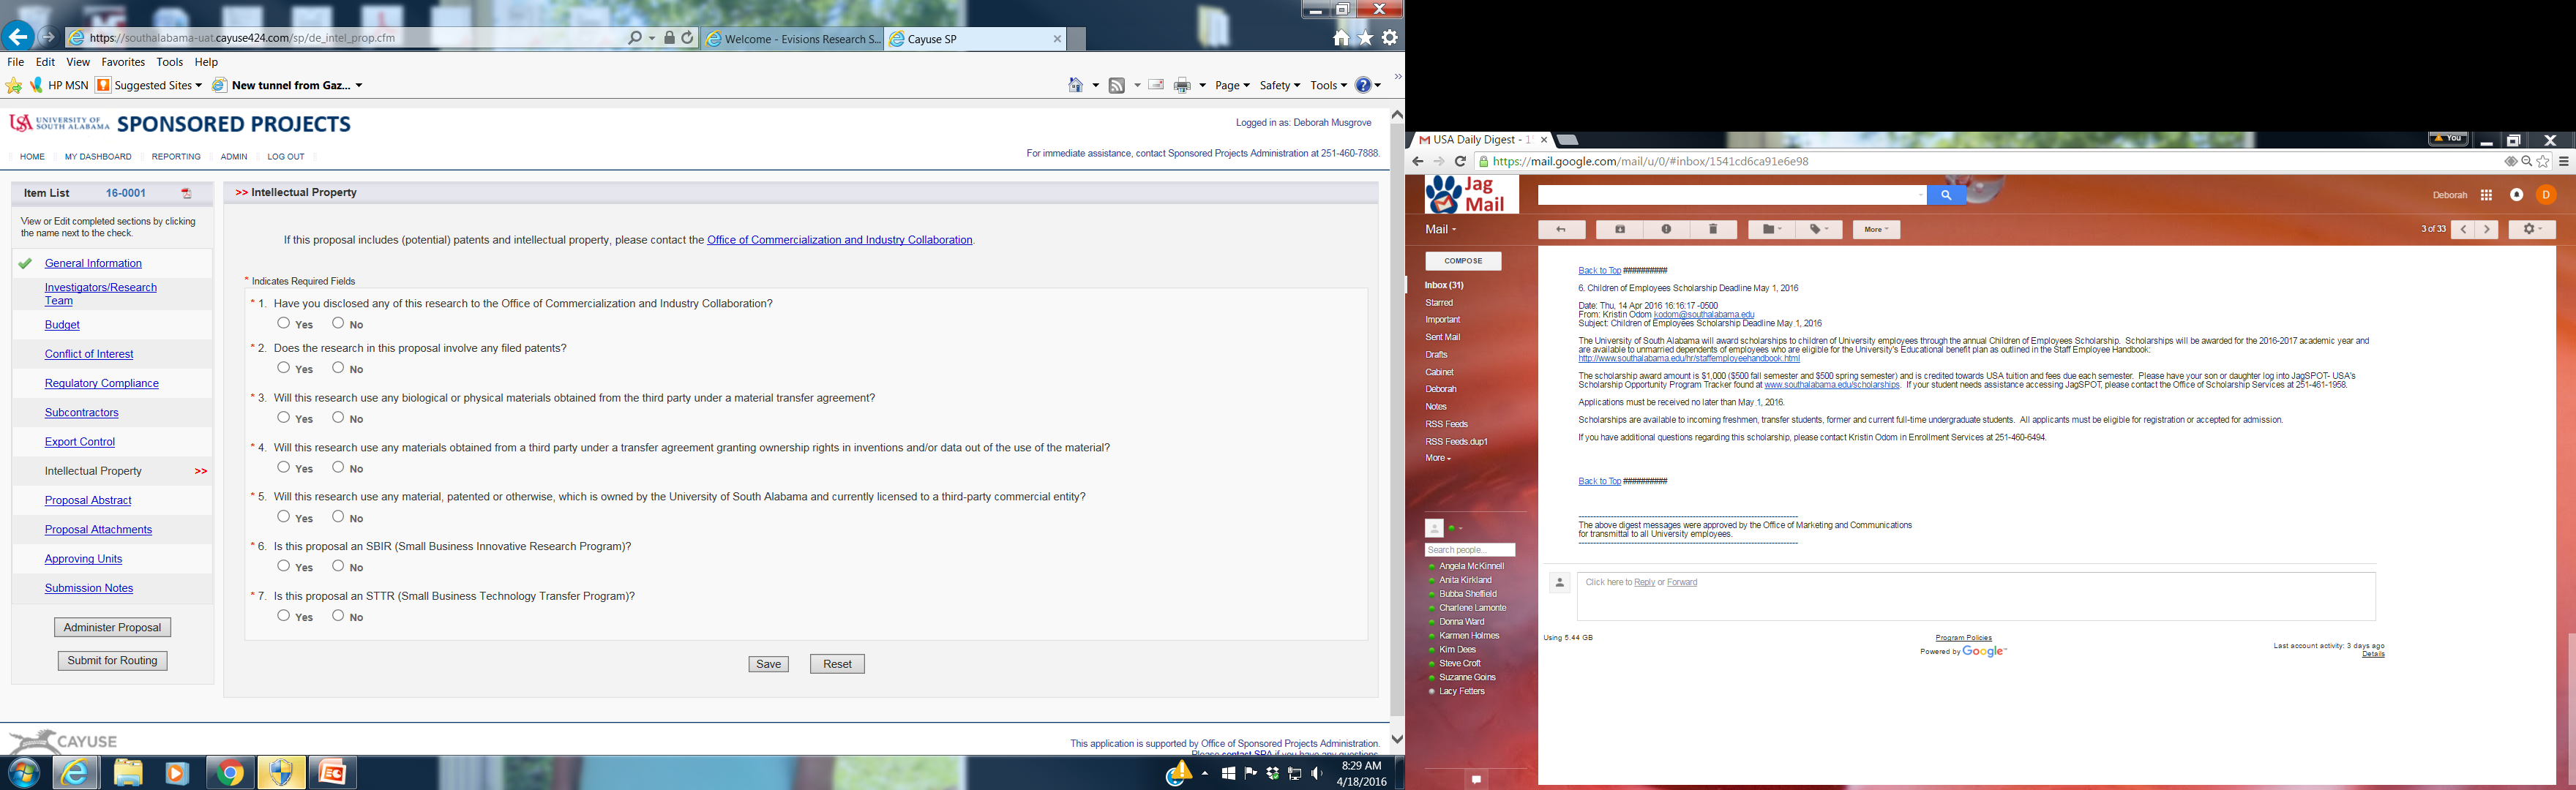 https://southalabama-uat.cayuse424.com/sp/de_intel_prop.cfm
Welcome - Evisions Research S...
Cayuse SP
File Edit View Favorites Tools Help
HP MSN Suggested Sites New tunnel from Gaz...
Page Safety Tools
USA UNIVERSITY OF SOUTH ALABAMA SPONSORED PROJECTS
Logged in as: Deborah Musgrove
HOME MY DASHBOARD REPORTING ADMIN LOG OUT
For immediate assistance, contact Sponsored Projects Administration at 251-460-7888.
Item List 16-0001
View or Edit completed sections by clicking
the name next to the check.
General Information
Investigators/Research
Team
Budget
Conflict of Interest
Regulatory Compliance
Subcontractors
Export Control
Intellectual Property >>
Proposal Abstract
Proposal Attachments
Approving Units
Submission Notes
Administer Proposal
Submit for Routing
>> Intellectual Property
If this proposal includes (potential) patents and intellectual property, please contact the Office of Commercialization and Industry Collaboration.
* Indicates Required Fields
* 1. Have you disclosed any of this research to the Office of Commercialization and Industry Collaboration?
Yes No
* 2. Does the research in this proposal involve any filed patents?
Yes No
* 3. Will this research use any biological or physical materials obtained from the third party under a material transfer agreement?
Yes No
* 4. Will this research use any materials obtained from a third party under a transfer agreement granting ownership rights in inventions and/or data out of the use of the material?
Yes No
* 5. Will this research use any material, patented or otherwise, which is owned by the University of South Alabama and currently licensed to a third-party commercial entity?
Yes No
* 6. Is this proposal an SBIR (Small Business Innovative Research Program)?
Yes No
* 7. Is this proposal an STTR (Small Business Technology Transfer Program)?
Yes No
Save Reset
CAYUSE
This application is supported by Office of Sponsored Projects Administration.
Please contact SPA if you have any questions.
8:29 AM
4/18/2016
USA Daily Digest - 1
You
https://mail.google.com/mail/u/0/#inbox/1541cd6ca91e6e98
Jag
Mail
Deborah
D
Mail
More
3 of 33
COMPOSE
Inbox (31)
Starred
Important
Sent Mail
Drafts
Cabinet
Deborah
Notes
RSS Feeds
RSS Feeds.dup1
More
Search people...
Angela McKinnell
Anita Kirkland
Bubba Sheffield
Charlene Lamonte
Donna Ward
Karmen Holmes
Kim Dees
Steve Croft
Suzanne Goins
Lacy Fetters
Back to Top ##########
6. Children of Employees Scholarship Deadline May 1, 2016
Date: Thu, 14 Apr 2016 16:16:17 -0500
From: Kristin Odom kodom@southalabama.edu
Subject: Children of Employees Scholarship Deadline May 1, 2016
The University of South Alabama will award scholarships to children of University employees through the annual Children of Employees Scholarship. Scholarships will be awarded for the 2016-2017 academic year and
are available to unmarried dependents of employees who are eligible for the University's Educational benefit plan as outlined in the Staff Employee Handbook:
http://www.southalabama.edu/hr/staffemployeehandbook.html
The scholarship award amount is $1,000 ($500 fall semester and $500 spring semester) and is credited towards USA tuition and fees due each semester. Please have your son or daughter log into JagSPOT- USA's
Scholarship Opportunity Program Tracker found at www.southalabama.edu/scholarships. If your student needs assistance accessing JagSPOT, please contact the Office of Scholarship Services at 251-461-1958.
Applications must be received no later than May 1, 2016.
Scholarships are available to incoming freshmen, transfer students, former and current full-time undergraduate students. All applicants must be eligible for registration or accepted for admission.
If you have additional questions regarding this scholarship, please contact Kristin Odom in Enrollment Services at 251-460-6494.
Back to Top ##########
--------------------------------------------------------------------------------
The above digest messages were approved by the Office of Marketing and Communications
for transmittal to all University employees.
--------------------------------------------------------------------------------
Click here to Reply or Forward
Using 5.44 GB
Program Policies
Powered by Google
Last account activity: 3 days ago
Details